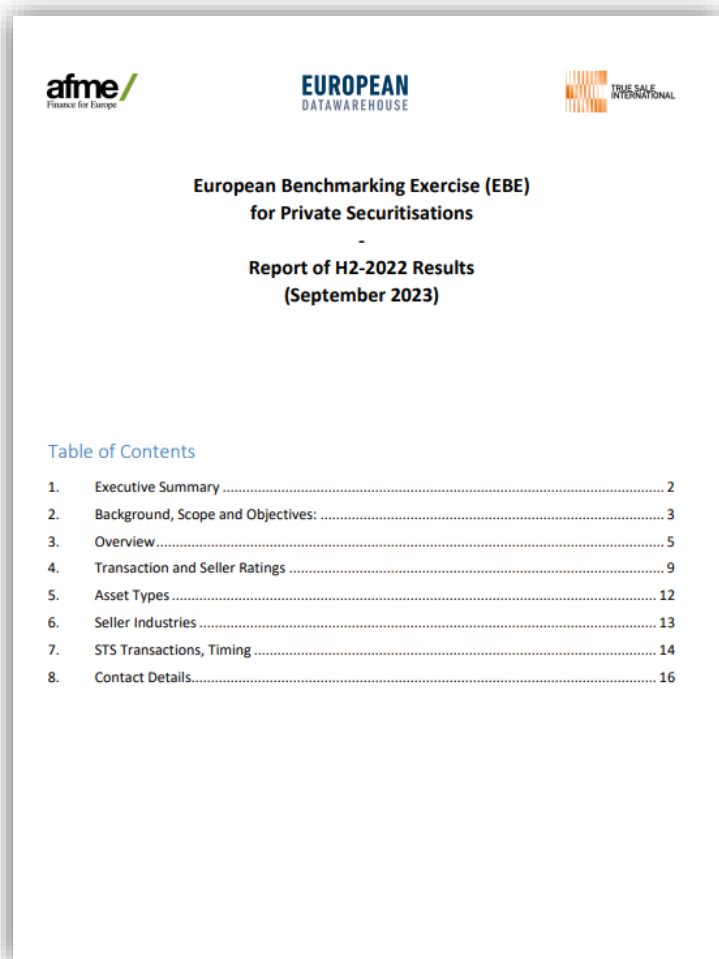 afme/
Finance for Europe
EUROPEAN
DATAWAREHOUSE
TRUE SALE
INTERNATIONAL
European Benchmarking Exercise (EBE)
for Private Securitisations
-
Report of H2-2022 Results
(September 2023)
Table of Contents
1. Executive Summary ........ 2
2. Background, Scope and Objectives: ........ 3
3. Overview ........ 5
4. Transaction and Seller Ratings ........ 9
5. Asset Types ........ 12
6. Seller Industries ........ 13
7. STS Transactions, Timing ........ 14
8. Contact Details ........ 16